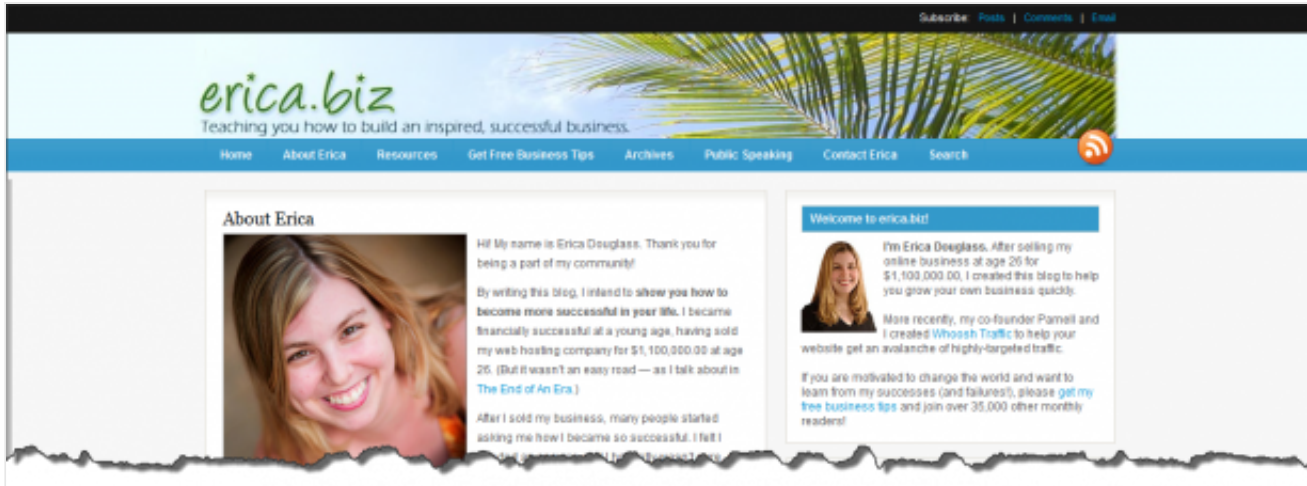 Subscribe: Posts | Comments | Email
erica.biz
Teaching you how to build an inspired, successful business.
Home About Erica Resources Get Free Business Tips Archives Public Speaking Contact Erica Search
About Erica
Hi! My name is Erica Douglass. Thank you for
being a part of my community!
By writing this blog, I intend to show you how to
become more successful in your life. I became
financially successful at a young age, having sold
my web hosting company for $1,100,000.00 at age
26. (But it wasn't an easy road — as I talk about in
The End of An Era.)
After I sold my business, many people started
asking me how I became so successful. I felt I
Welcome to erica.biz!
I'm Erica Douglass. After selling my
online business at age 26 for
$1,100,000.00, I created this blog to help
you grow your own business quickly.
More recently, my co-founder Parnell and
I created Whoosh Traffic to help your
website get an avalanche of highly-targeted traffic.
If you are motivated to change the world and want to
learn from my successes (and failures!), please get my
free business tips and join over 35,000 other monthly
readers!